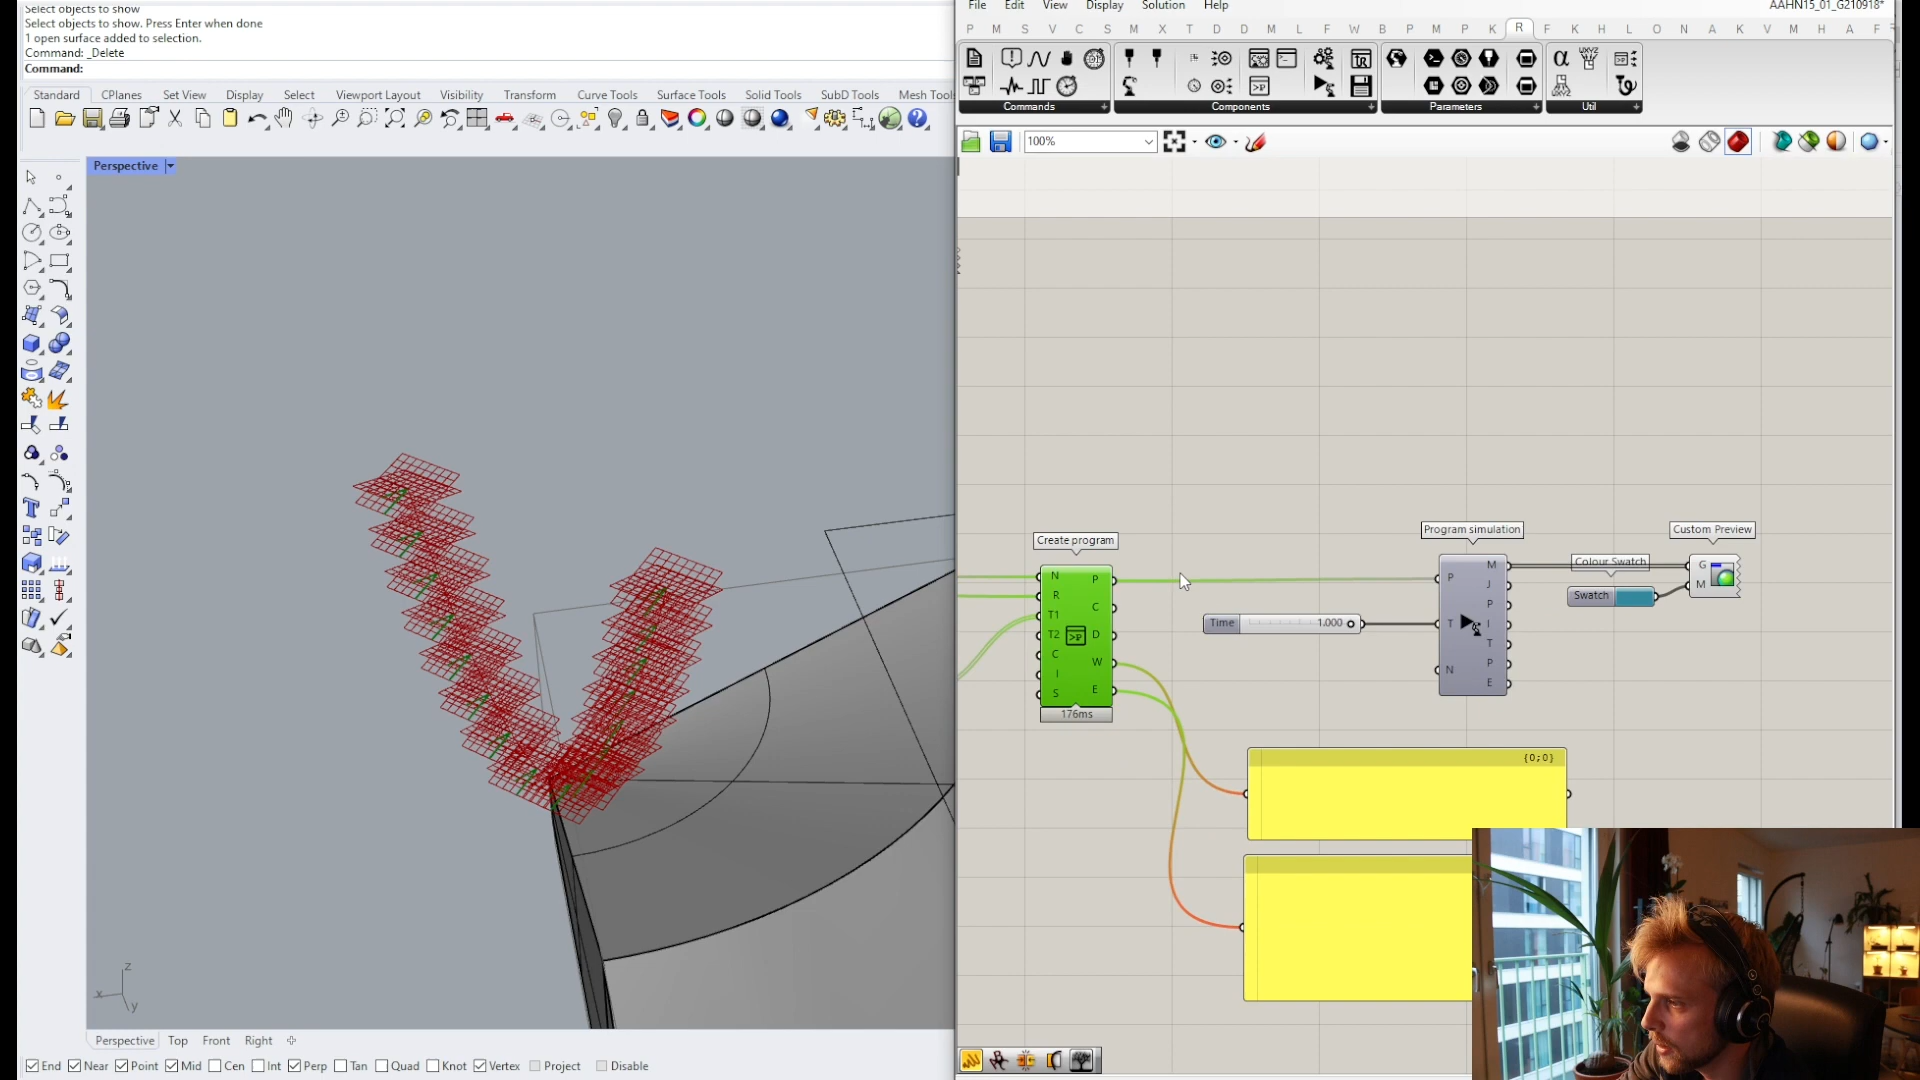 Select objects to show
Select objects to show. Press Enter when done
1 open surface added to selection.
Command: _Delete
Command:
Standard CPlanes Set View Display Select Viewport Layout Visibility Transform Curve Tools Surface Tools Solid Tools SubD Tools Mesh Tool
Perspective
z
x
y
Perspective Top Front Right
End Near Point Mid Cen Int Perp Tan Quad Knot Vertex Project Disable
File Edit View Display Solution Help
AAHN15_01_G210918*
P M S V C S M X T D D M L F W B P M P K R F K H L O N A K V M H A F
Commands Components Parameters Util
100%
Create program
N
R
T1
T2
C
I
S
P
C
D
W
E
176ms
Time 1.000
Program simulation
P
T
N
M
J
P
I
T
P
E
Colour Swatch
Swatch
Custom Preview
G
M
{0;0}